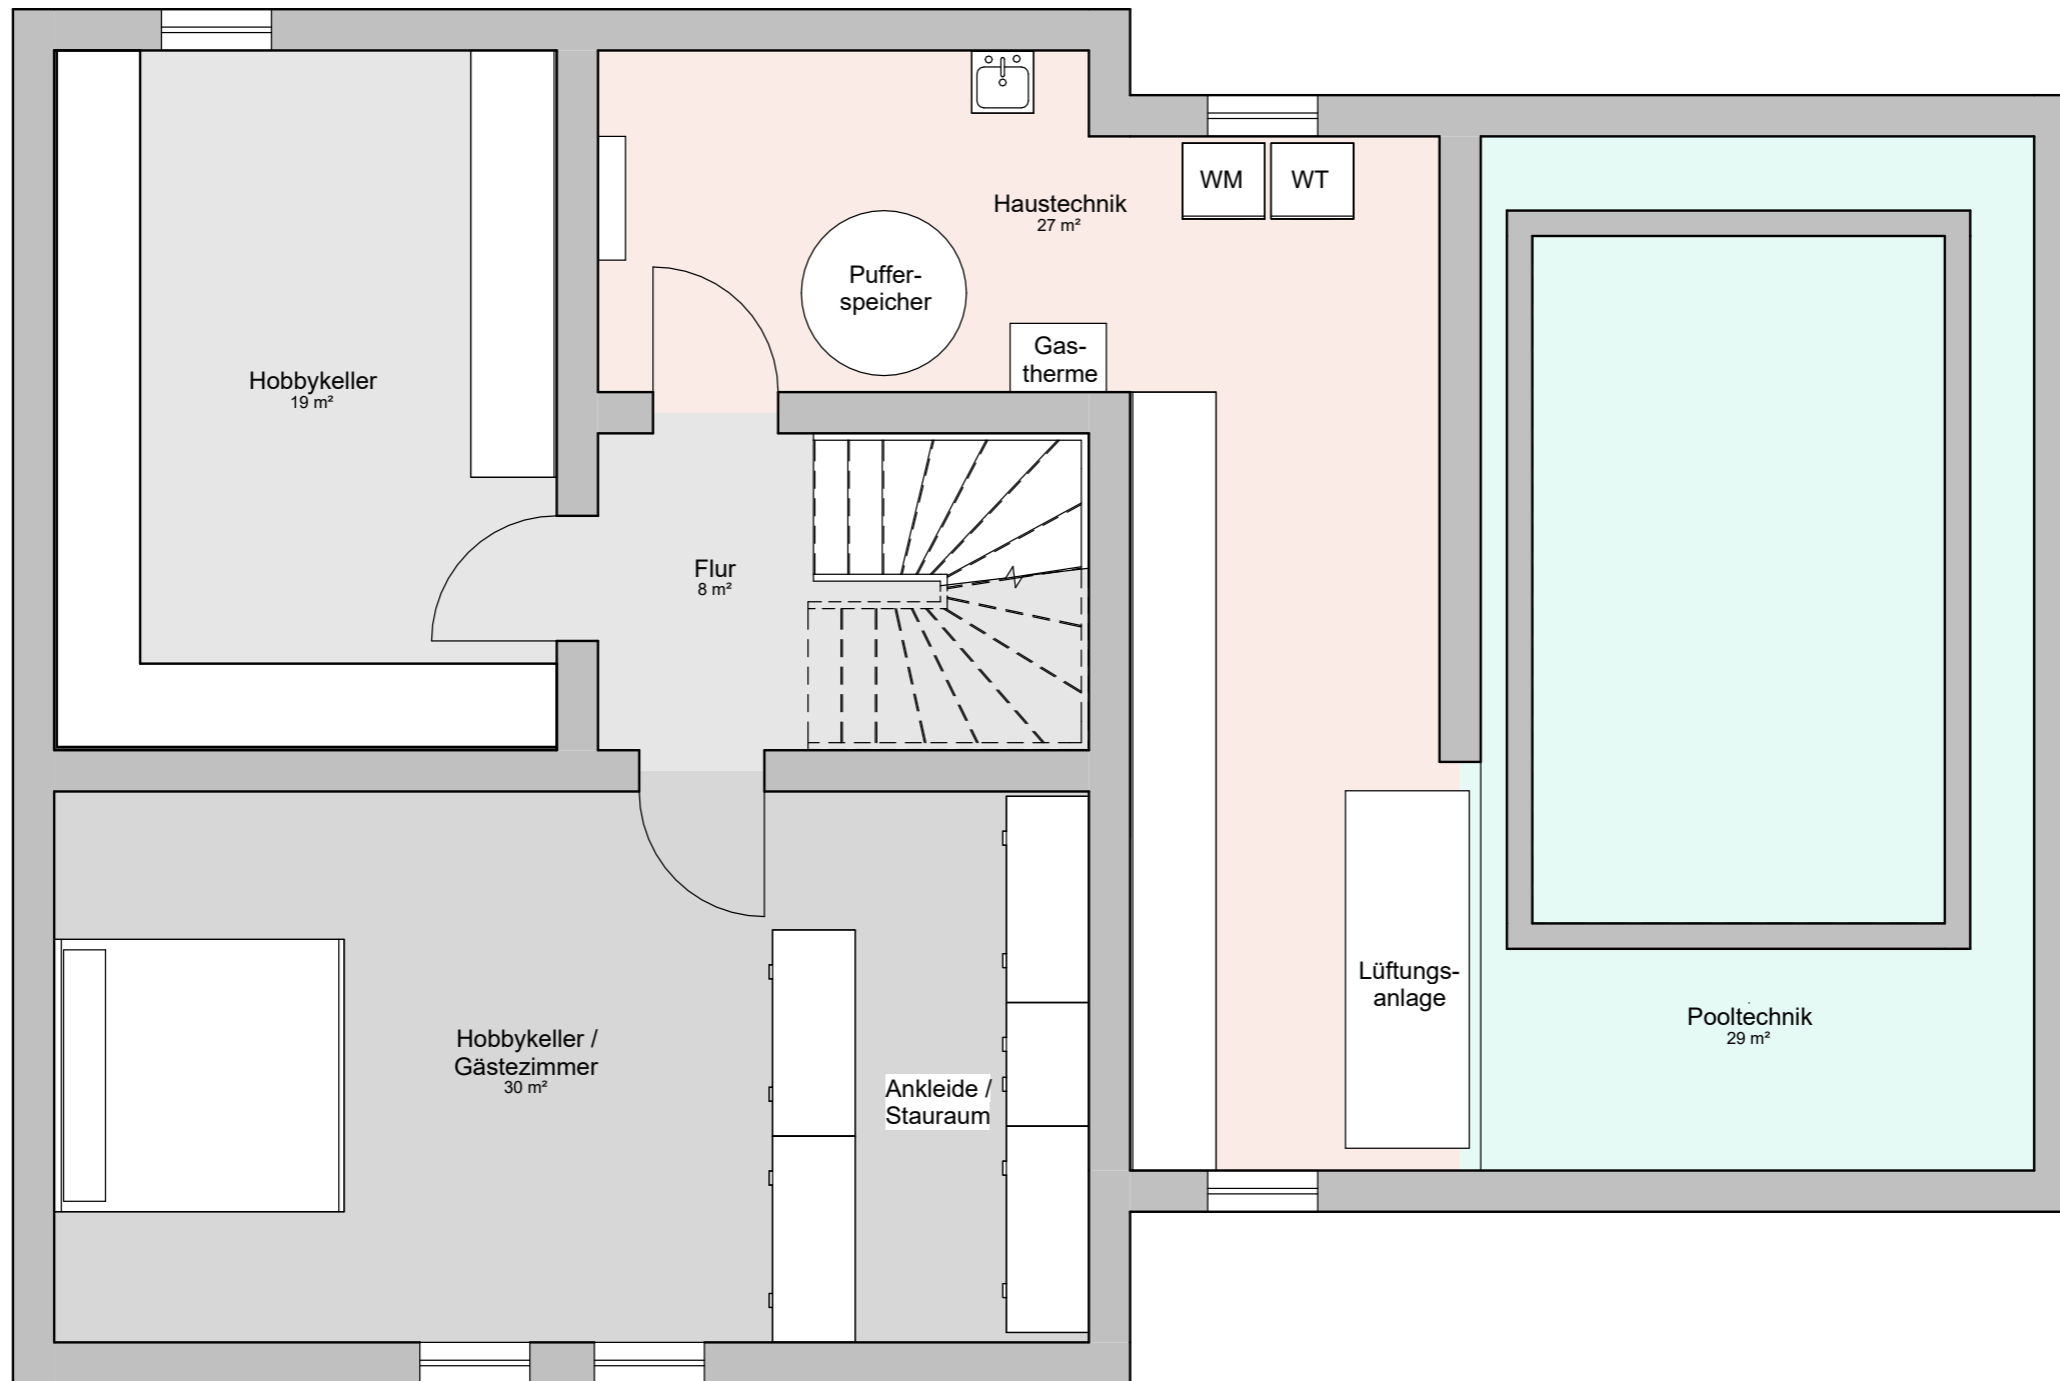 WM
WT
Haustechnik
27 m²
Puffer-
speicher
Gas-
therme
Hobbykeller
19 m²
Flur
8 m²
Lüftungs-
anlage
Pooltechnik
29 m²
Hobbykeller /
Gästezimmer
30 m²
Ankleide /
Stauraum